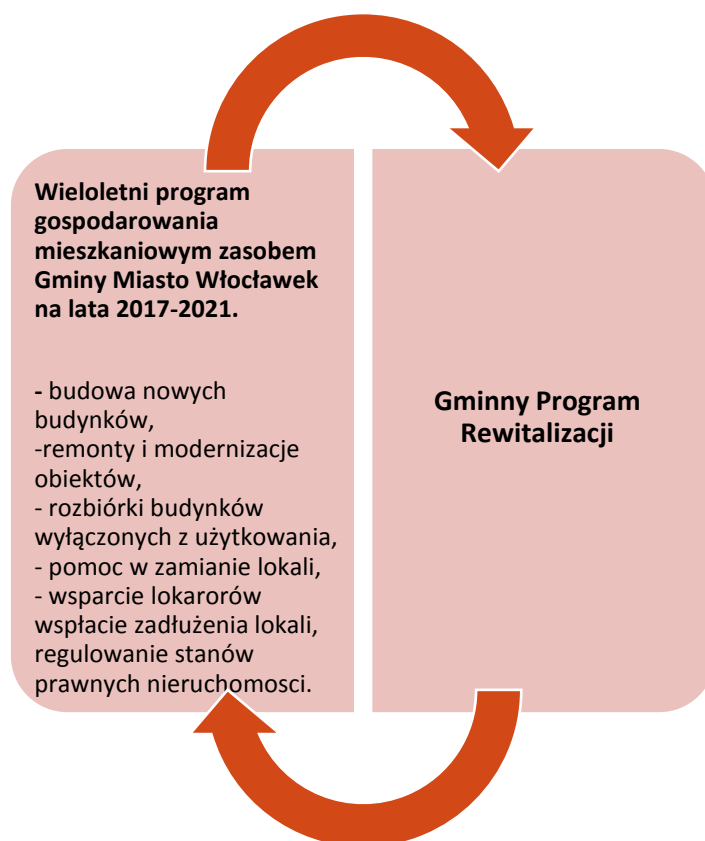 Wieloletni program
gospodarowania
mieszkaniowym zasobem
Gminy Miasto Włocławek
na lata 2017-2021.
- budowa nowych
budynków,
-remonty i modernizacje
obiektów,
- rozbiórki budynków
wyłączonych z użytkowania,
- pomoc w zamianie lokali,
- wsparcie lokarorów
wspłacie zadłużenia lokali,
regulowanie stanów
prawnych nieruchomosci.
Gminny Program
Rewitalizacji